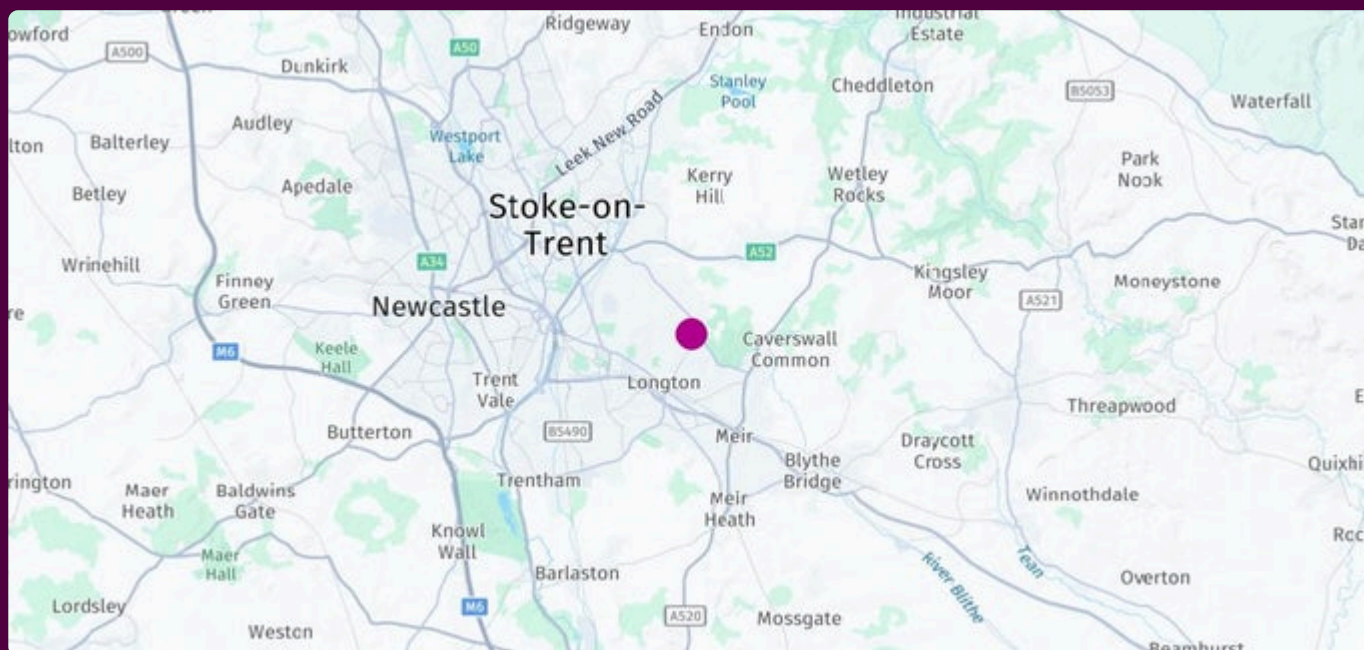 Ridgeway
Endon
Industrial
Estate
owford
A500
A50
Dunkirk
Stanley
Pool
Cheddleton
B5053
Waterfall
Audley
Leek New Road
Westport
Lake
lton
Balterley
Park
Nook
Betley
Apedale
Kerry
Hill
Wetley
Rocks
Stoke-on-
Trent
Wrinehill
A34
A52
Finney
Green
Kingsley
Moor
Moneystone
A521
Newcastle
re
M6
Keele
Hall
Caverswall
Common
Trent
Vale
Longton
Threapwood
Butterton
B5490
Meir
Draycott
Cross
Blythe
Bridge
Quixhi
rington
Maer
Heath
Baldwins
Gate
Trentham
Meir
Heath
Winnothdale
Knowl
Wall
Maer
Hall
Barlaston
River Blithe
Tean
Overton
Lordsley
M6
A520
Mossgate
Weston
Beamhurst